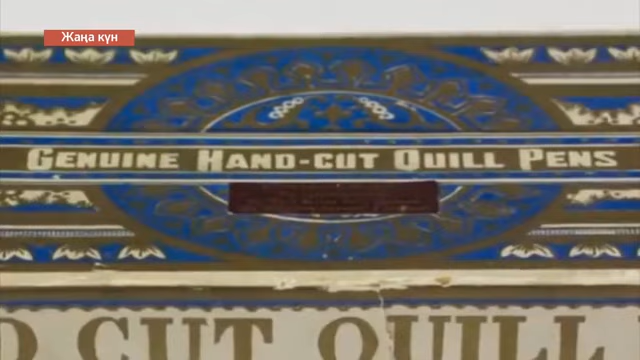 Жаңа күн
GENUINE HAND-CUT QUILL PENS
CUT QUILL